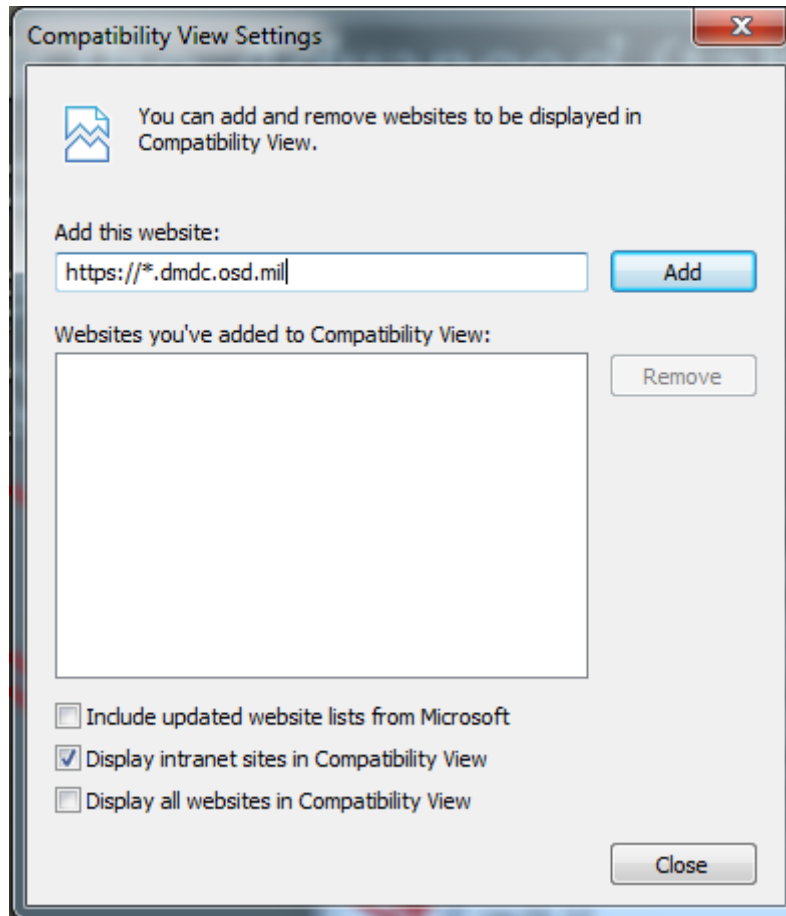 Compatibility View Settings
You can add and remove websites to be displayed in
Compatibility View.
Add this website:
https://*.dmdc.osd.mil
Add
Websites you've added to Compatibility View:
Remove
Include updated website lists from Microsoft
Display intranet sites in Compatibility View
Display all websites in Compatibility View
Close